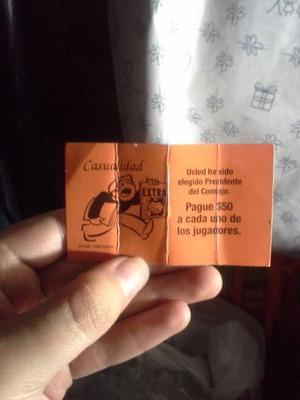 Casualidad
EXTRA
Usted ha sido
elegido Presidente
del Consejo.
Pague $50
a cada uno de
los jugadores.